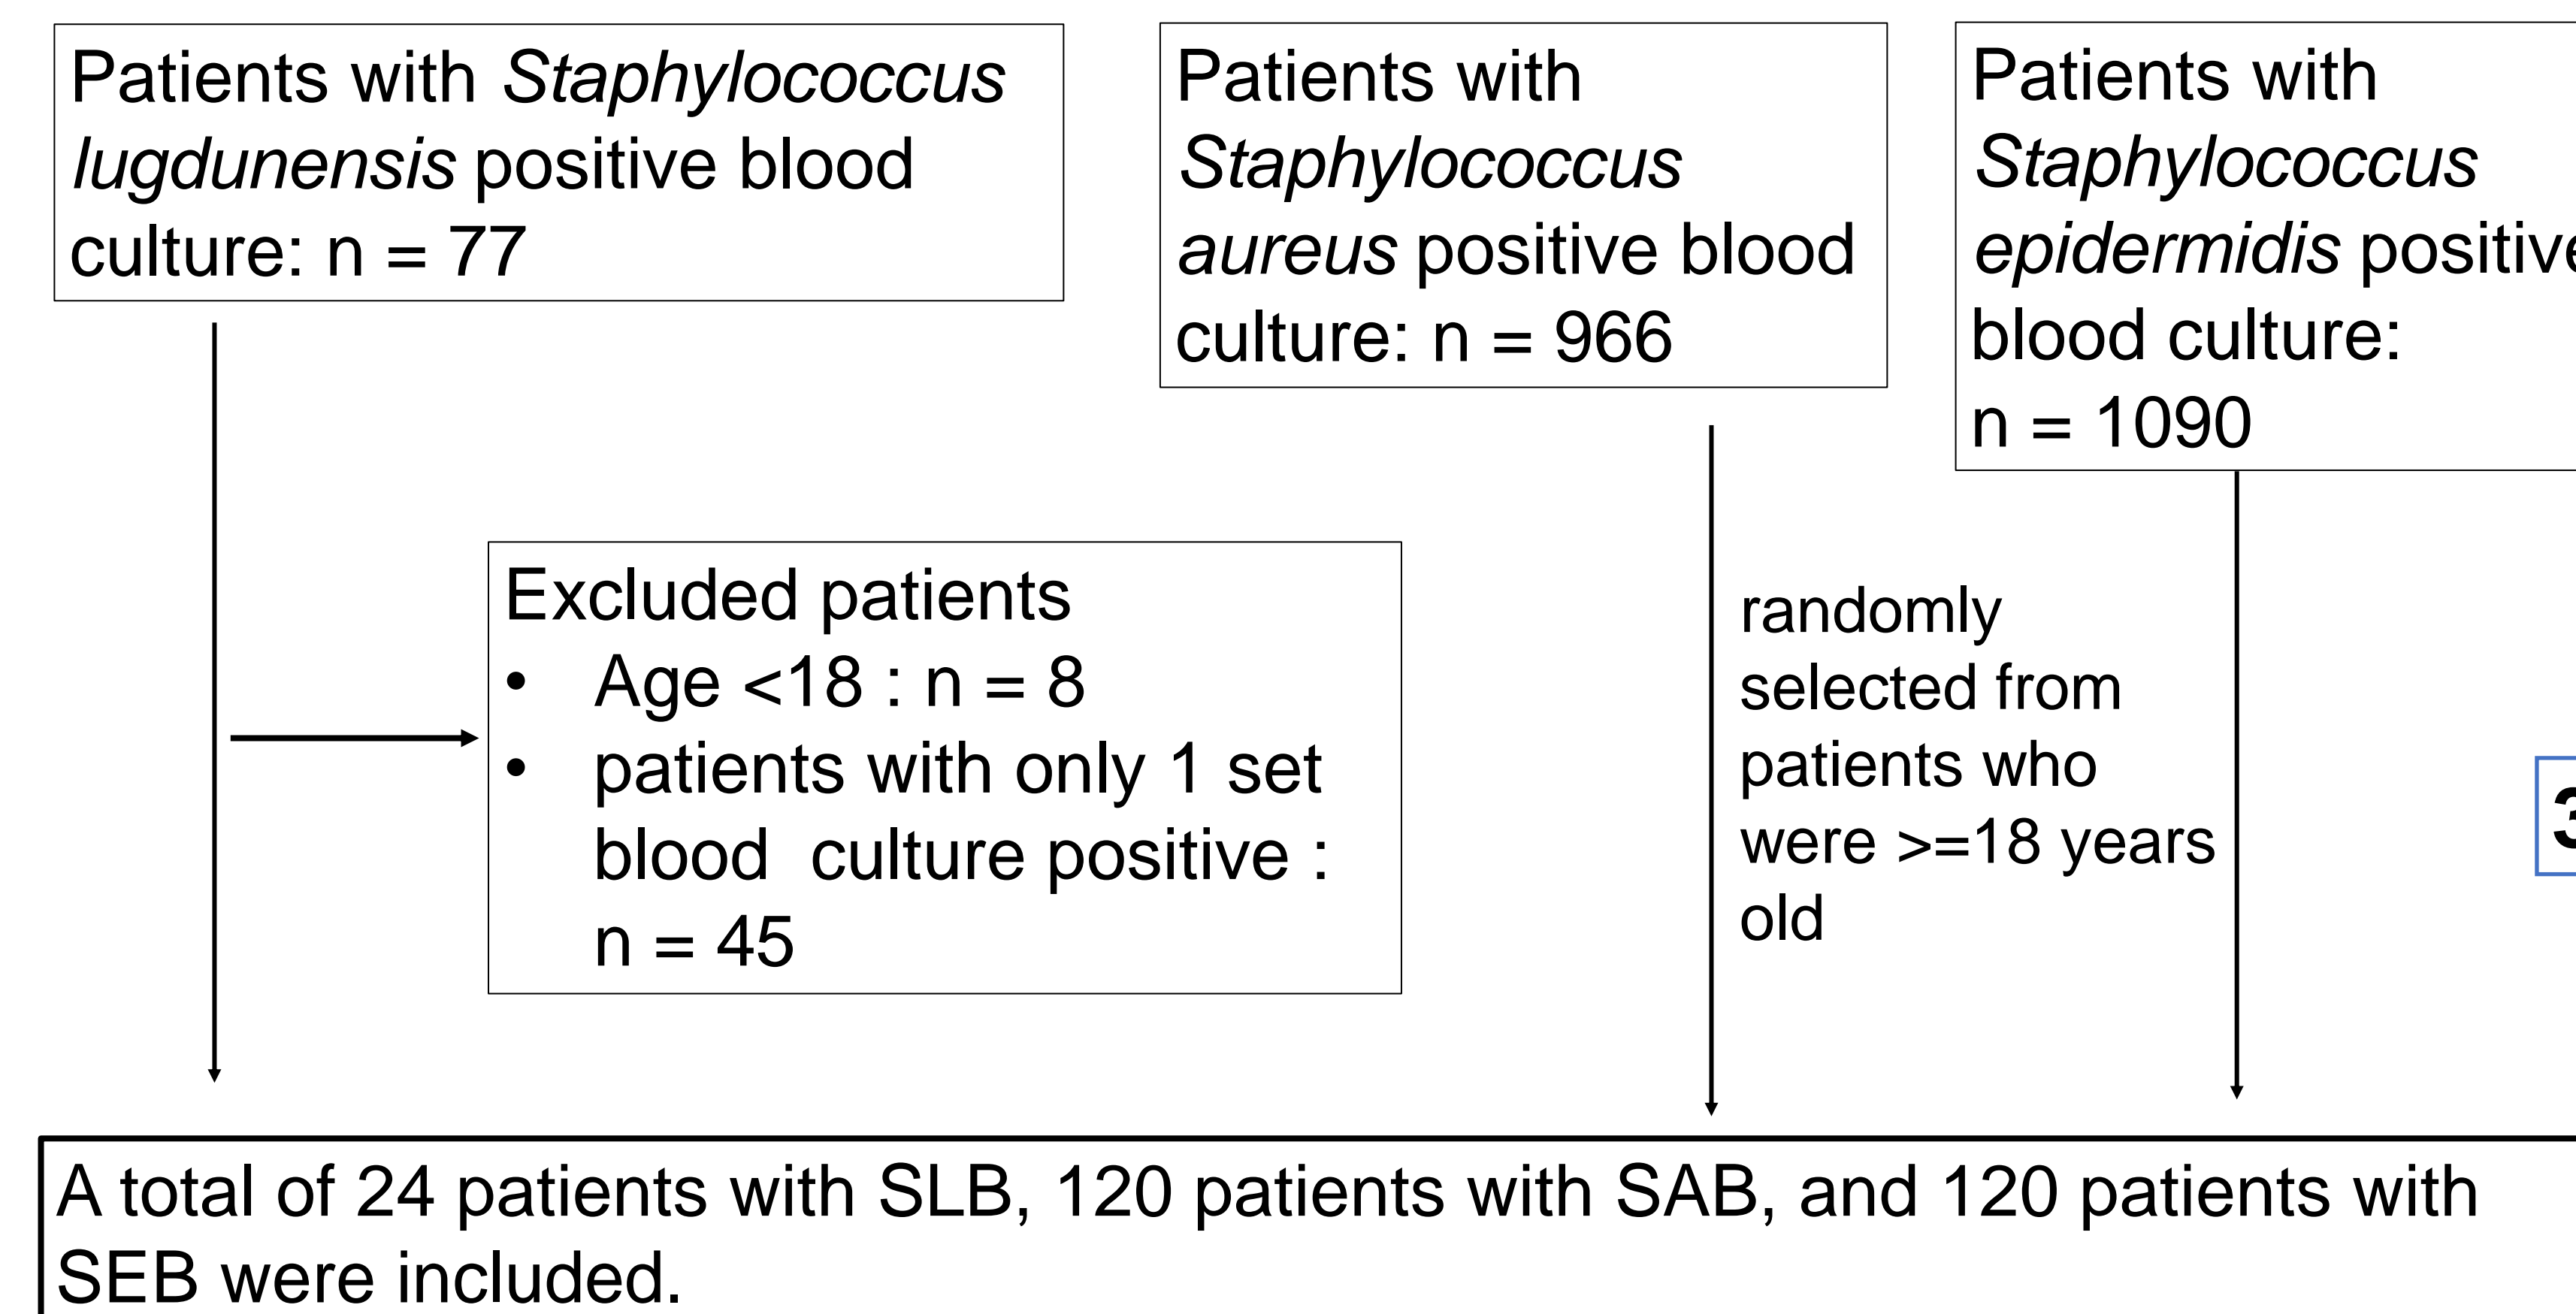 Patients with Staphylococcus
lugdunensis positive blood
culture: n = 77
Patients with
Staphylococcus
aureus positive blood
culture: n = 966
Patients with
Staphylococcus
epidermidis positive
blood culture:
n = 1090
Excluded patients
• Age <18 : n = 8
• patients with only 1 set
blood culture positive :
n = 45
randomly
selected from
patients who
were >=18 years
old
A total of 24 patients with SLB, 120 patients with SAB, and 120 patients with
SEB were included.